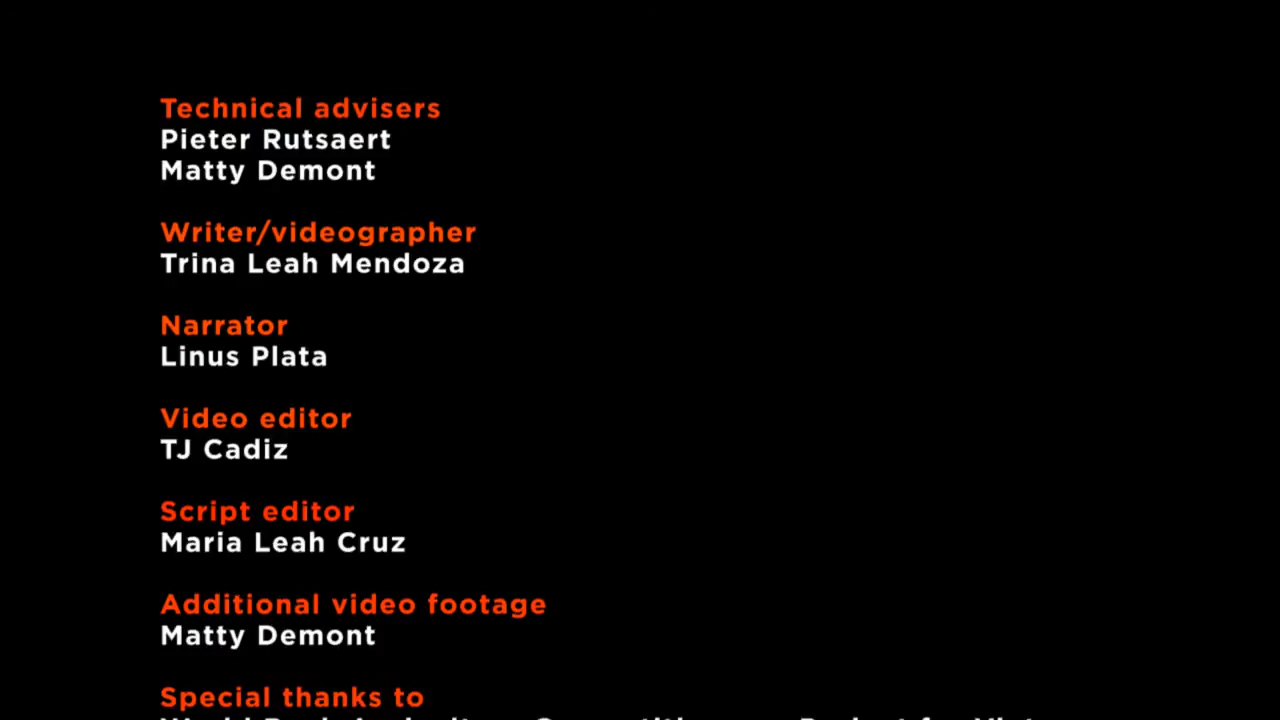 Technical advisers
Pieter Rutsaert
Matty Demont
Writer/videographer
Trina Leah Mendoza
Narrator
Linus Plata
Video editor
TJ Cadiz
Script editor
Maria Leah Cruz
Additional video footage
Matty Demont
Special thanks to